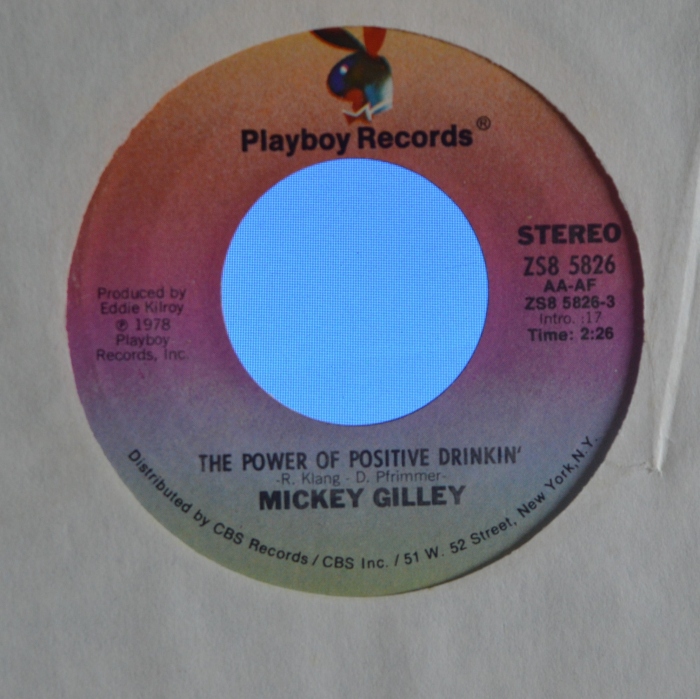 Playboy Records®
STEREO
ZS8 5826
AA-AF
ZS8 5826-3
Intro. :17
Time: 2:26
Produced by
Eddie Kilroy
℗ 1978
Playboy
Records, Inc.
THE POWER OF POSITIVE DRINKIN'
-R. Klang - D. Pfrimmer-
MICKEY GILLEY
Distributed by CBS Records / CBS Inc. / 51 W. 52 Street, New York, N.Y.